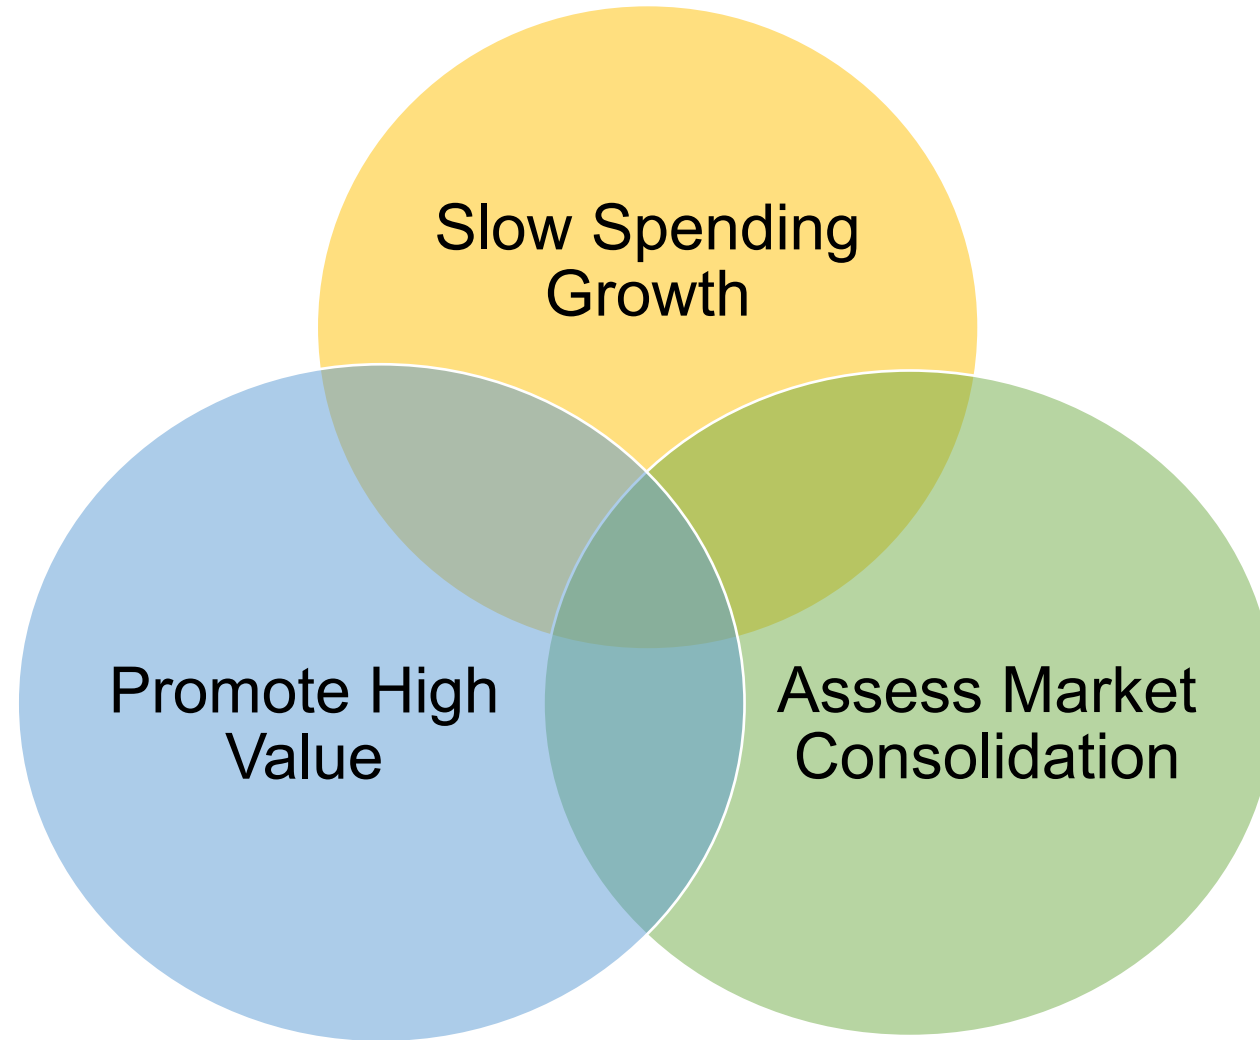 Slow Spending
Growth
Promote High
Value
Assess Market
Consolidation